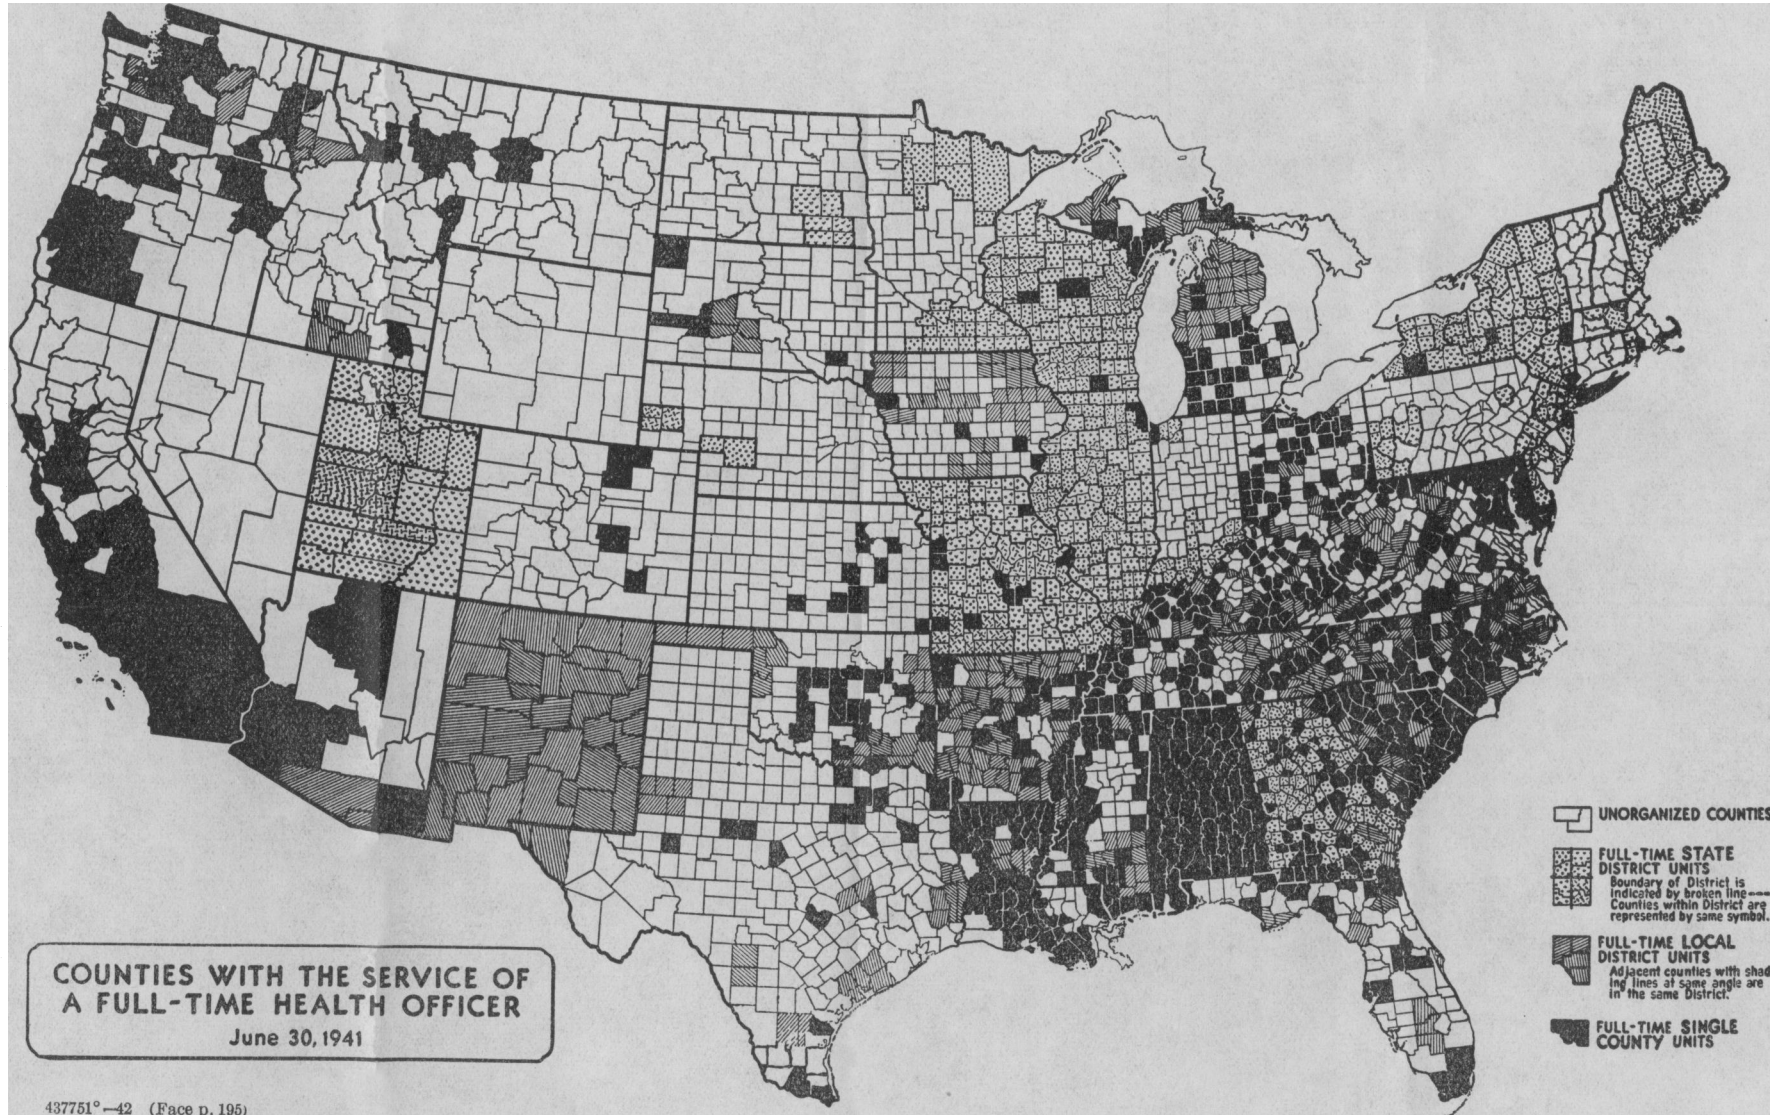 COUNTIES WITH THE SERVICE OF
A FULL-TIME HEALTH OFFICER
June 30, 1941
437751°—42 (Face p. 195)
UNORGANIZED COUNTIES
FULL-TIME STATE
DISTRICT UNITS
Boundary of District is
indicated by broken line----
Counties within District are
represented by same symbol.
FULL-TIME LOCAL
DISTRICT UNITS
Adjacent counties with shad
ing lines at same angle are
in the same District.
FULL-TIME SINGLE
COUNTY UNITS